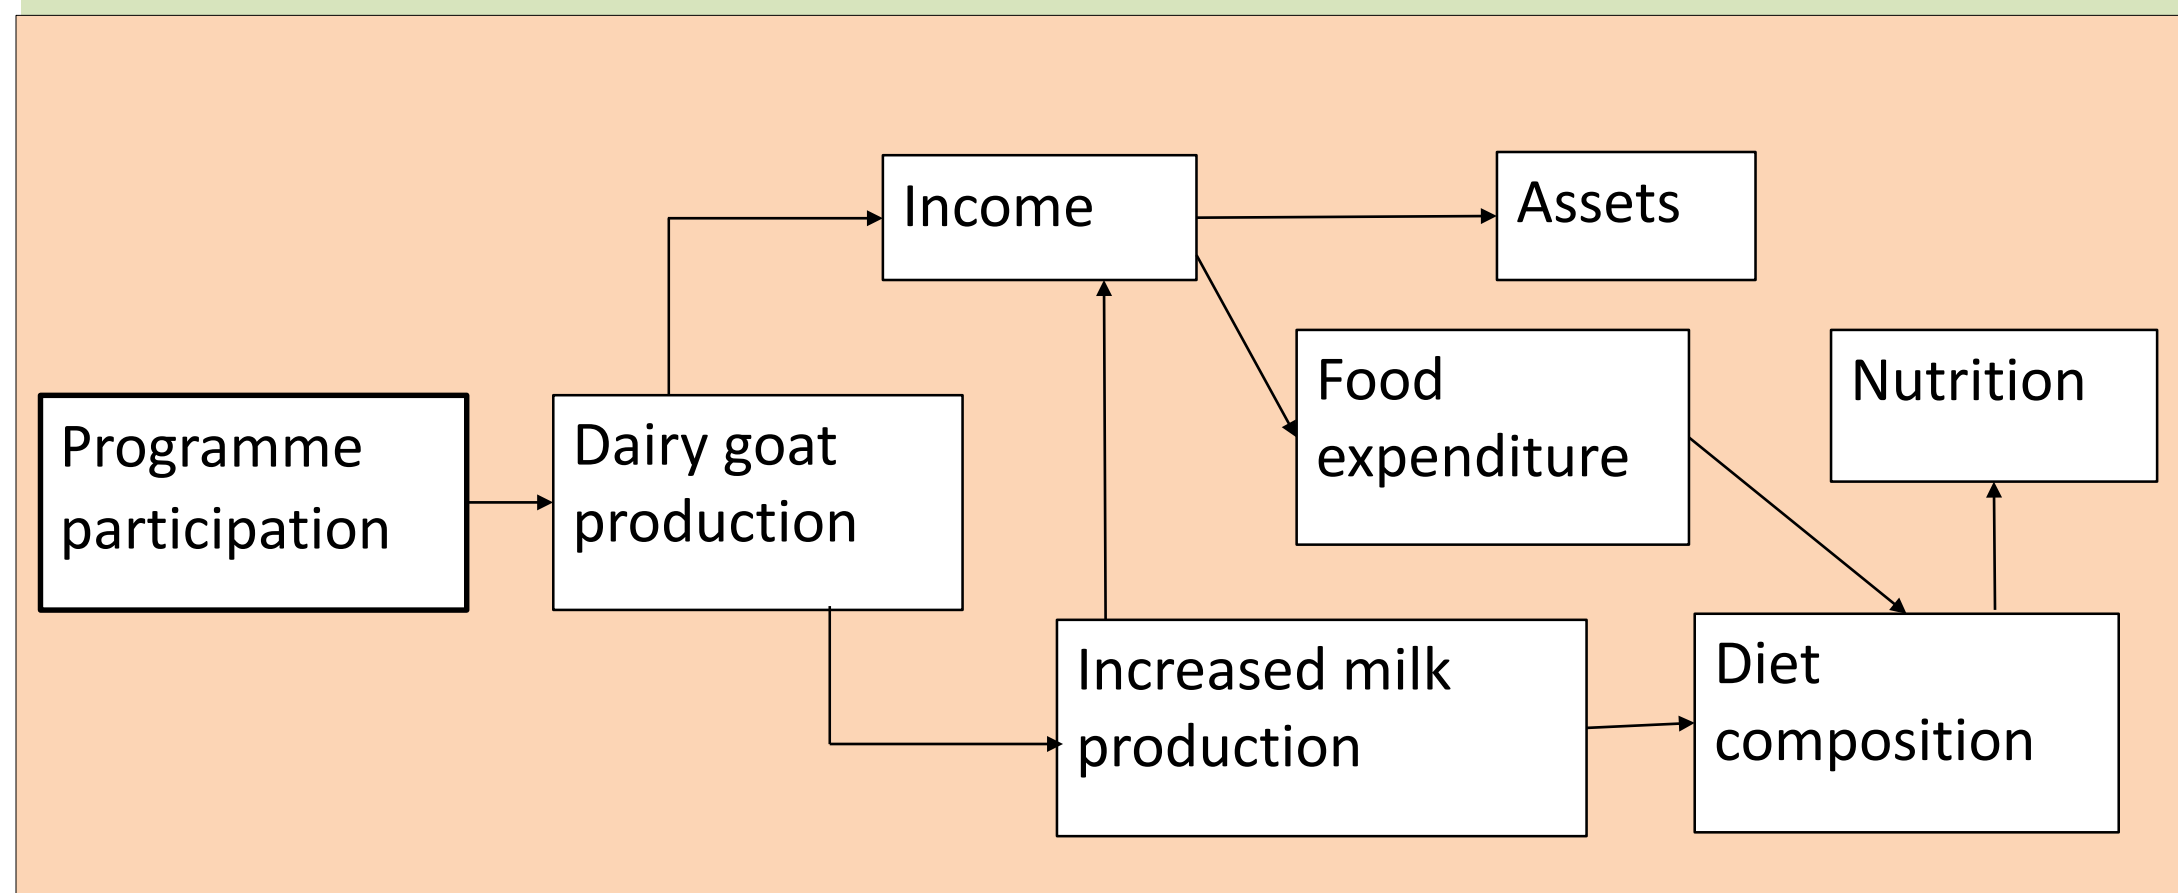 Income
Assets
Food
expenditure
Nutrition
Programme
participation
Dairy goat
production
Increased milk
production
Diet
composition